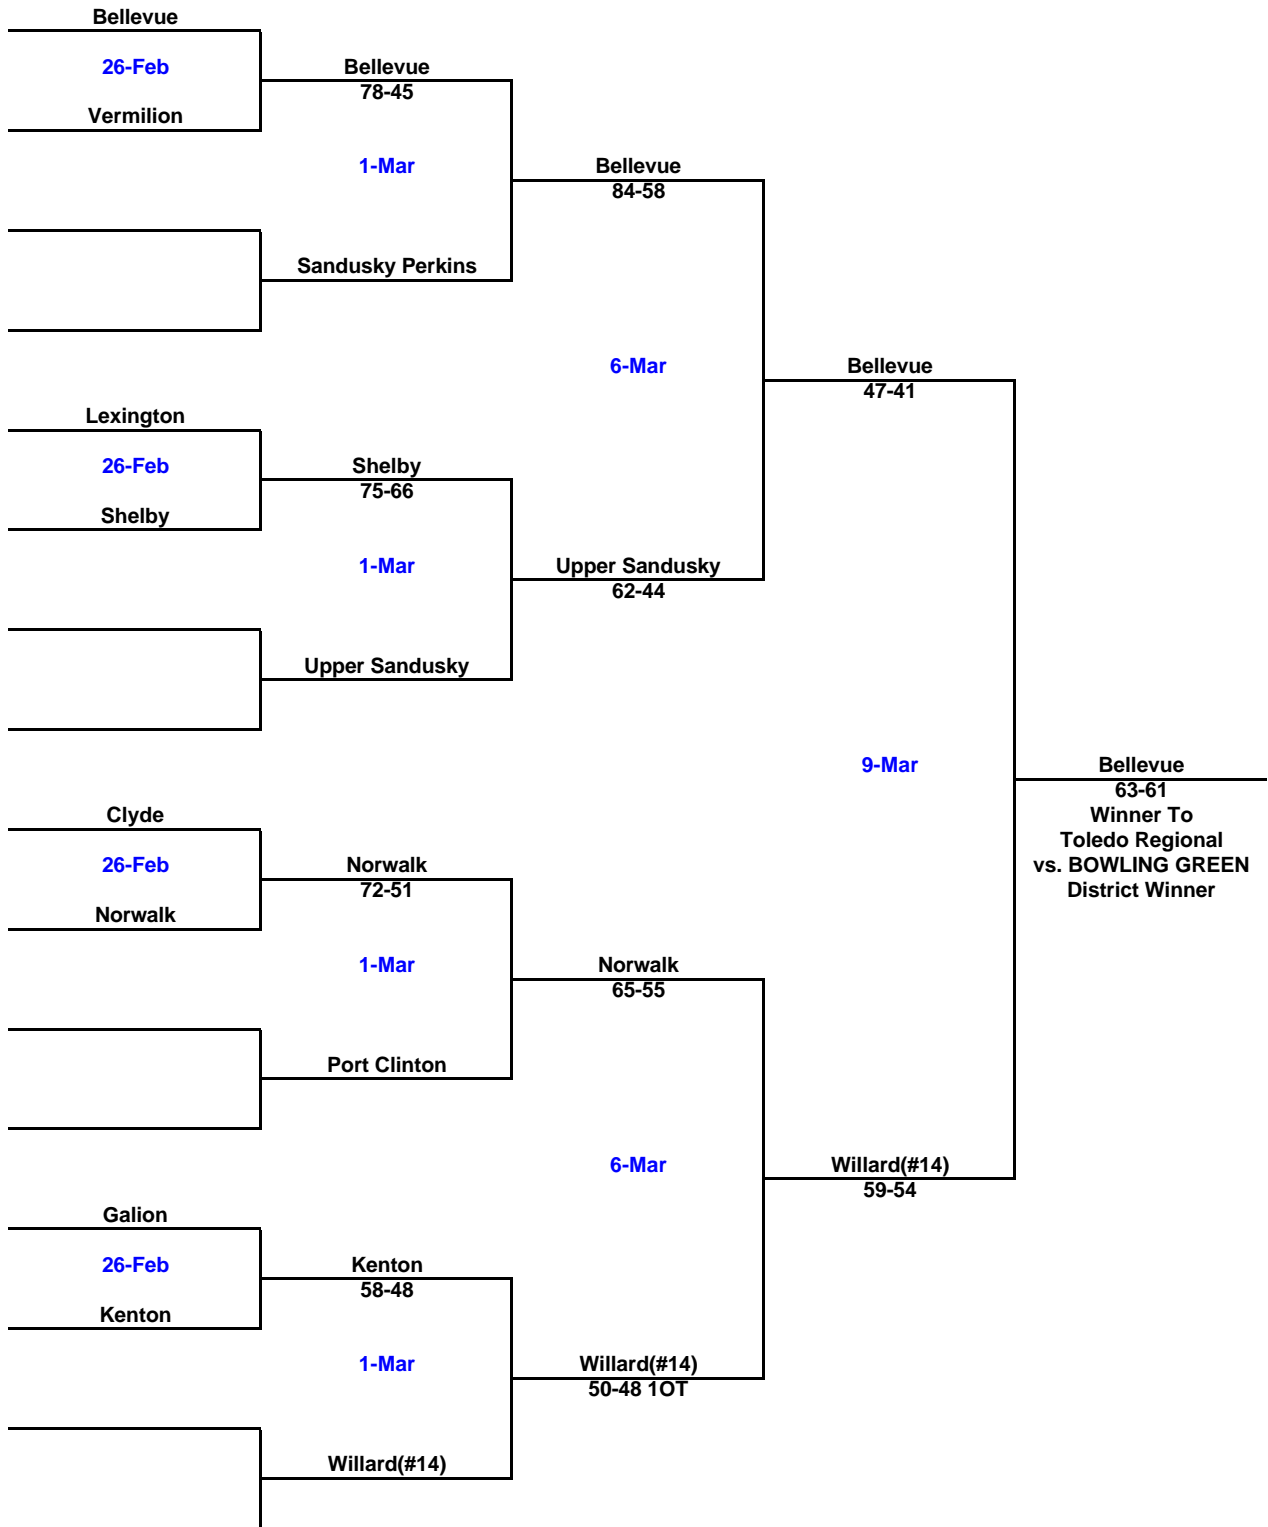 Bellevue
26-Feb
Bellevue
78-45
Vermilion
1-Mar
Bellevue
84-58
Sandusky Perkins
6-Mar
Bellevue
47-41
Lexington
26-Feb
Shelby
75-66
Shelby
1-Mar
Upper Sandusky
62-44
Upper Sandusky
9-Mar
Bellevue
63-61
Winner To
Toledo Regional
vs. BOWLING GREEN
District Winner
Clyde
26-Feb
Norwalk
72-51
Norwalk
1-Mar
Norwalk
65-55
Port Clinton
6-Mar
Willard(#14)
59-54
Galion
26-Feb
Kenton
58-48
Kenton
1-Mar
Willard(#14)
50-48 1OT
Willard(#14)